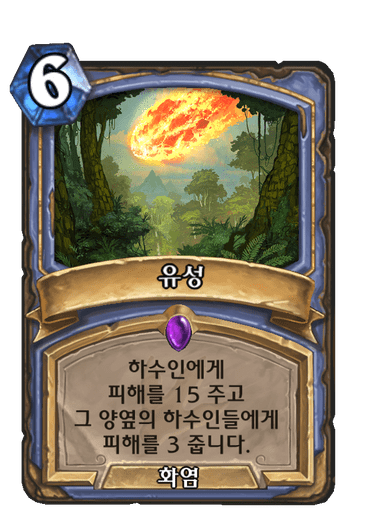 6
유성
하수인에게
피해를 15 주고
그 양옆의 하수인들에게
피해를 3 줍니다.
화염